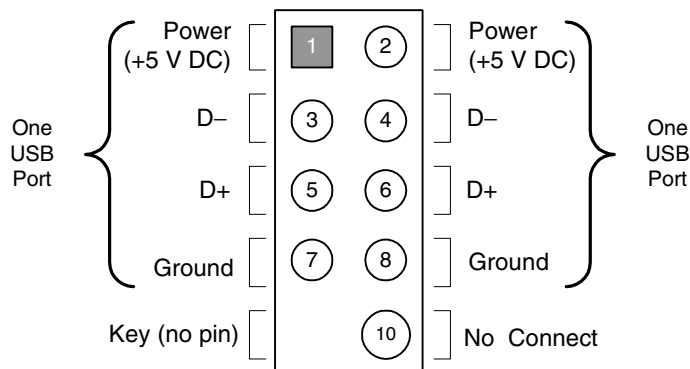 Power
(+5 V DC)
1
2
Power
(+5 V DC)
One
USB
Port
D−
3
4
D−
One
USB
Port
D+
5
6
D+
Ground
7
8
Ground
Key (no pin)
10
No Connect